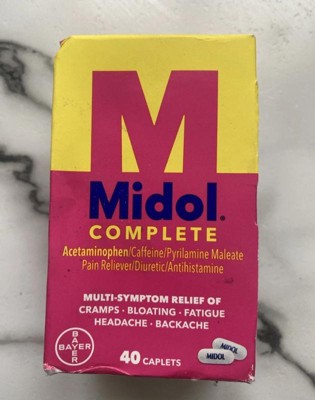 M
Midol®
COMPLETE
Acetaminophen/Caffeine/Pyrilamine Maleate
Pain Reliever/Diuretic/Antihistamine
MULTI-SYMPTOM RELIEF OF
CRAMPS · BLOATING · FATIGUE
HEADACHE · BACKACHE
BAYER
BAYER
40 CAPLETS
MIDOL
MIDOL